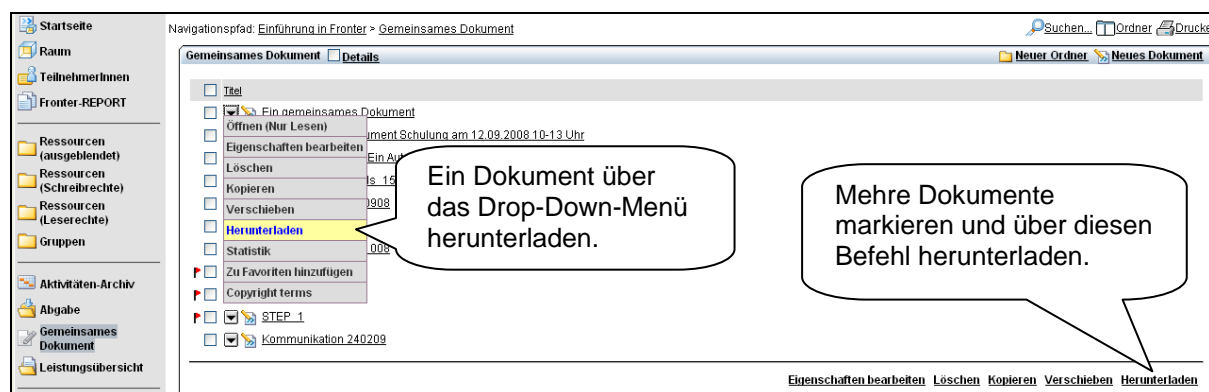 Startseite
Raum
TeilnehmerInnen
Fronter-REPORT
Ressourcen
(ausgeblendet)
Ressourcen
(Schreibrechte)
Ressourcen
(Leserechte)
Gruppen
Aktivitäten-Archiv
Abgabe
Gemeinsames
Dokument
Leistungsübersicht
Navigationspfad: Einführung in Fronter > Gemeinsames Dokument
Suchen... Ordner Drucke
Gemeinsames Dokument Details
Neuer Ordner Neues Dokument
Titel
Ein gemeinsames Dokument
Schulung am 12.09.2008 10-13 Uhr
Öffnen (Nur Lesen)
Eigenschaften bearbeiten
Löschen
Kopieren
Verschieben
Herunterladen
Statistik
Zu Favoriten hinzufügen
Copyright terms
STEP 1
Kommunikation 240209
Ein Dokument über
das Drop-Down-Menü
herunterladen.
Mehre Dokumente
markieren und über diesen
Befehl herunterladen.
Eigenschaften bearbeiten Löschen Kopieren Verschieben Herunterladen